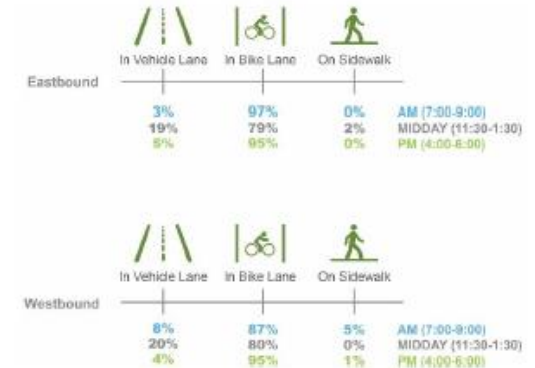 In Vehicle Lane In Bike Lane On Sidewalk
Eastbound
3% 97% 0% AM (7:00-9:00)
19% 79% 2% MIDDAY (11:30-1:30)
5% 95% 0% PM (4:00-6:00)
In Vehicle Lane In Bike Lane On Sidewalk
Westbound
8% 87% 5% AM (7:00-9:00)
20% 80% 0% MIDDAY (11:30-1:30)
4% 95% 1% PM (4:00-6:00)